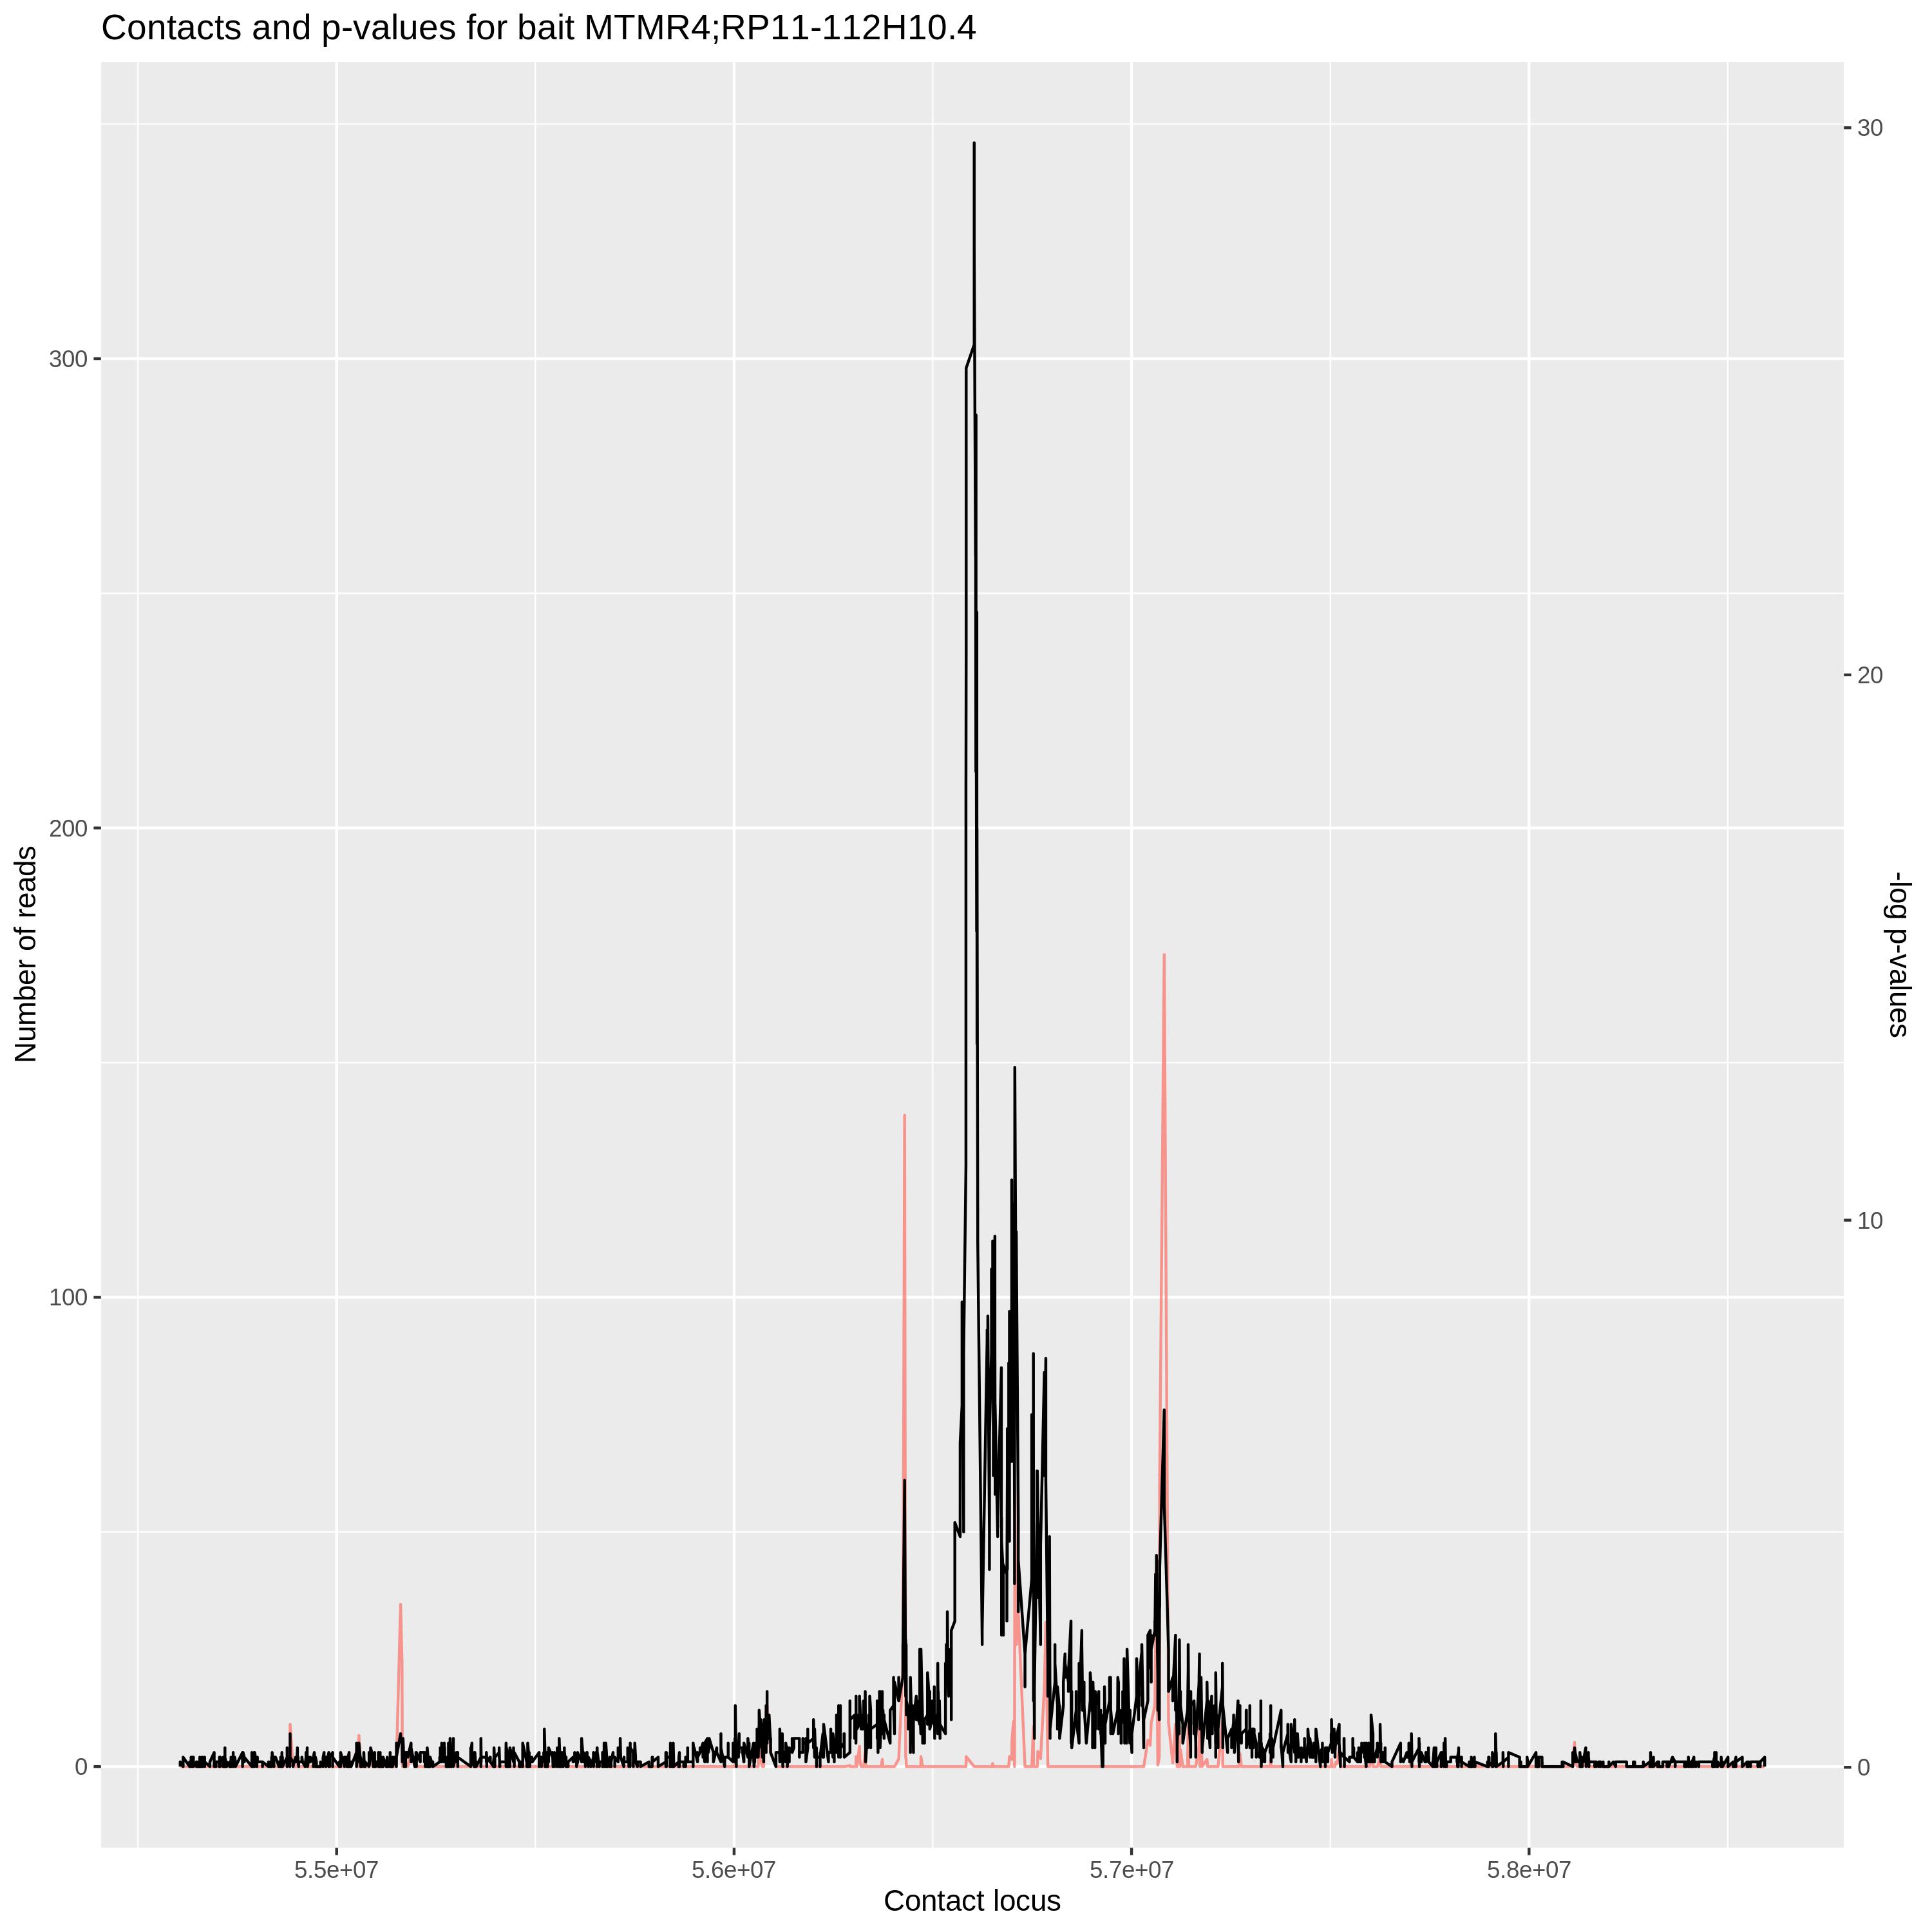 Contacts and p-values for bait MTMR4;RP11-112H10.4
300
200
100
0
Number of reads
30
20
10
0
-log p-values
5.5e+07
5.6e+07
5.7e+07
5.8e+07
Contact locus